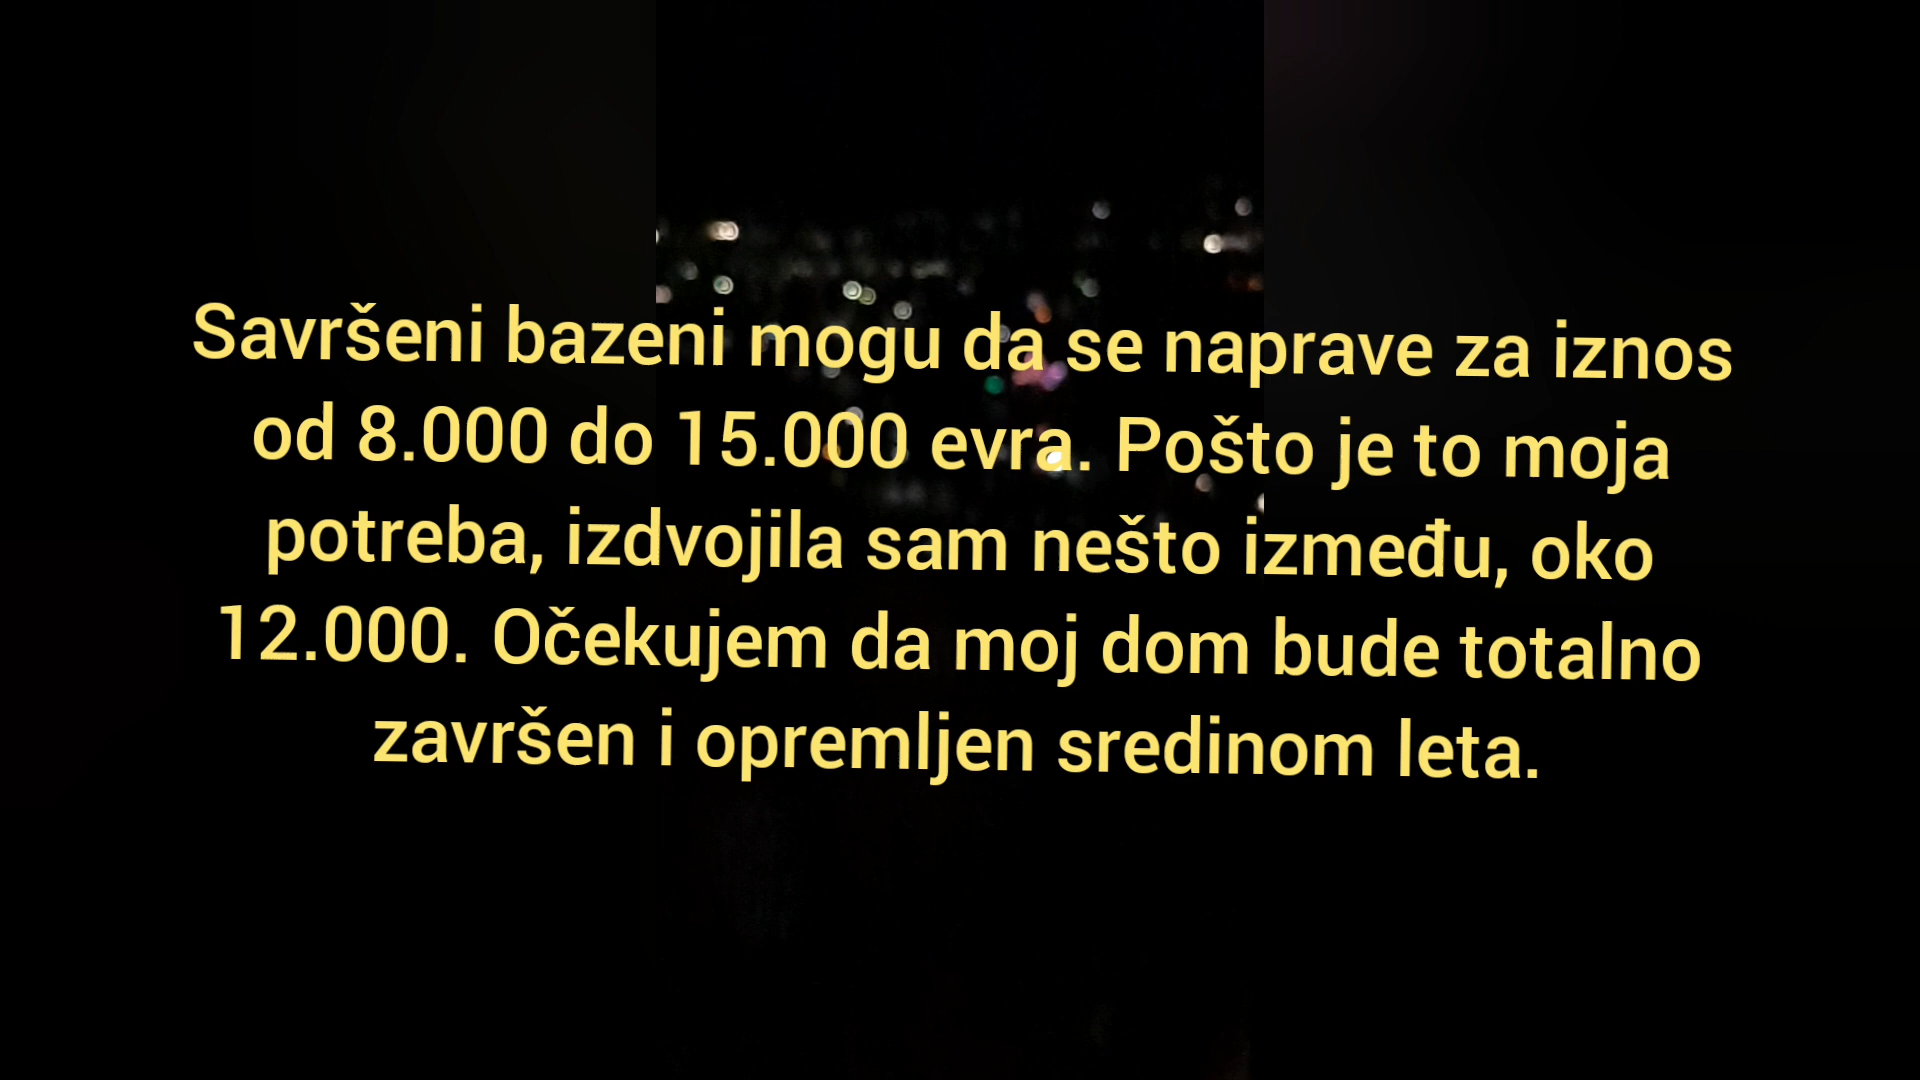 Savršeni bazeni mogu da se naprave za iznos
od 8.000 do 15.000 evra. Pošto je to moja
potreba, izdvojila sam nešto između, oko
12.000. Očekujem da moj dom bude totalno
završen i opremljen sredinom leta.